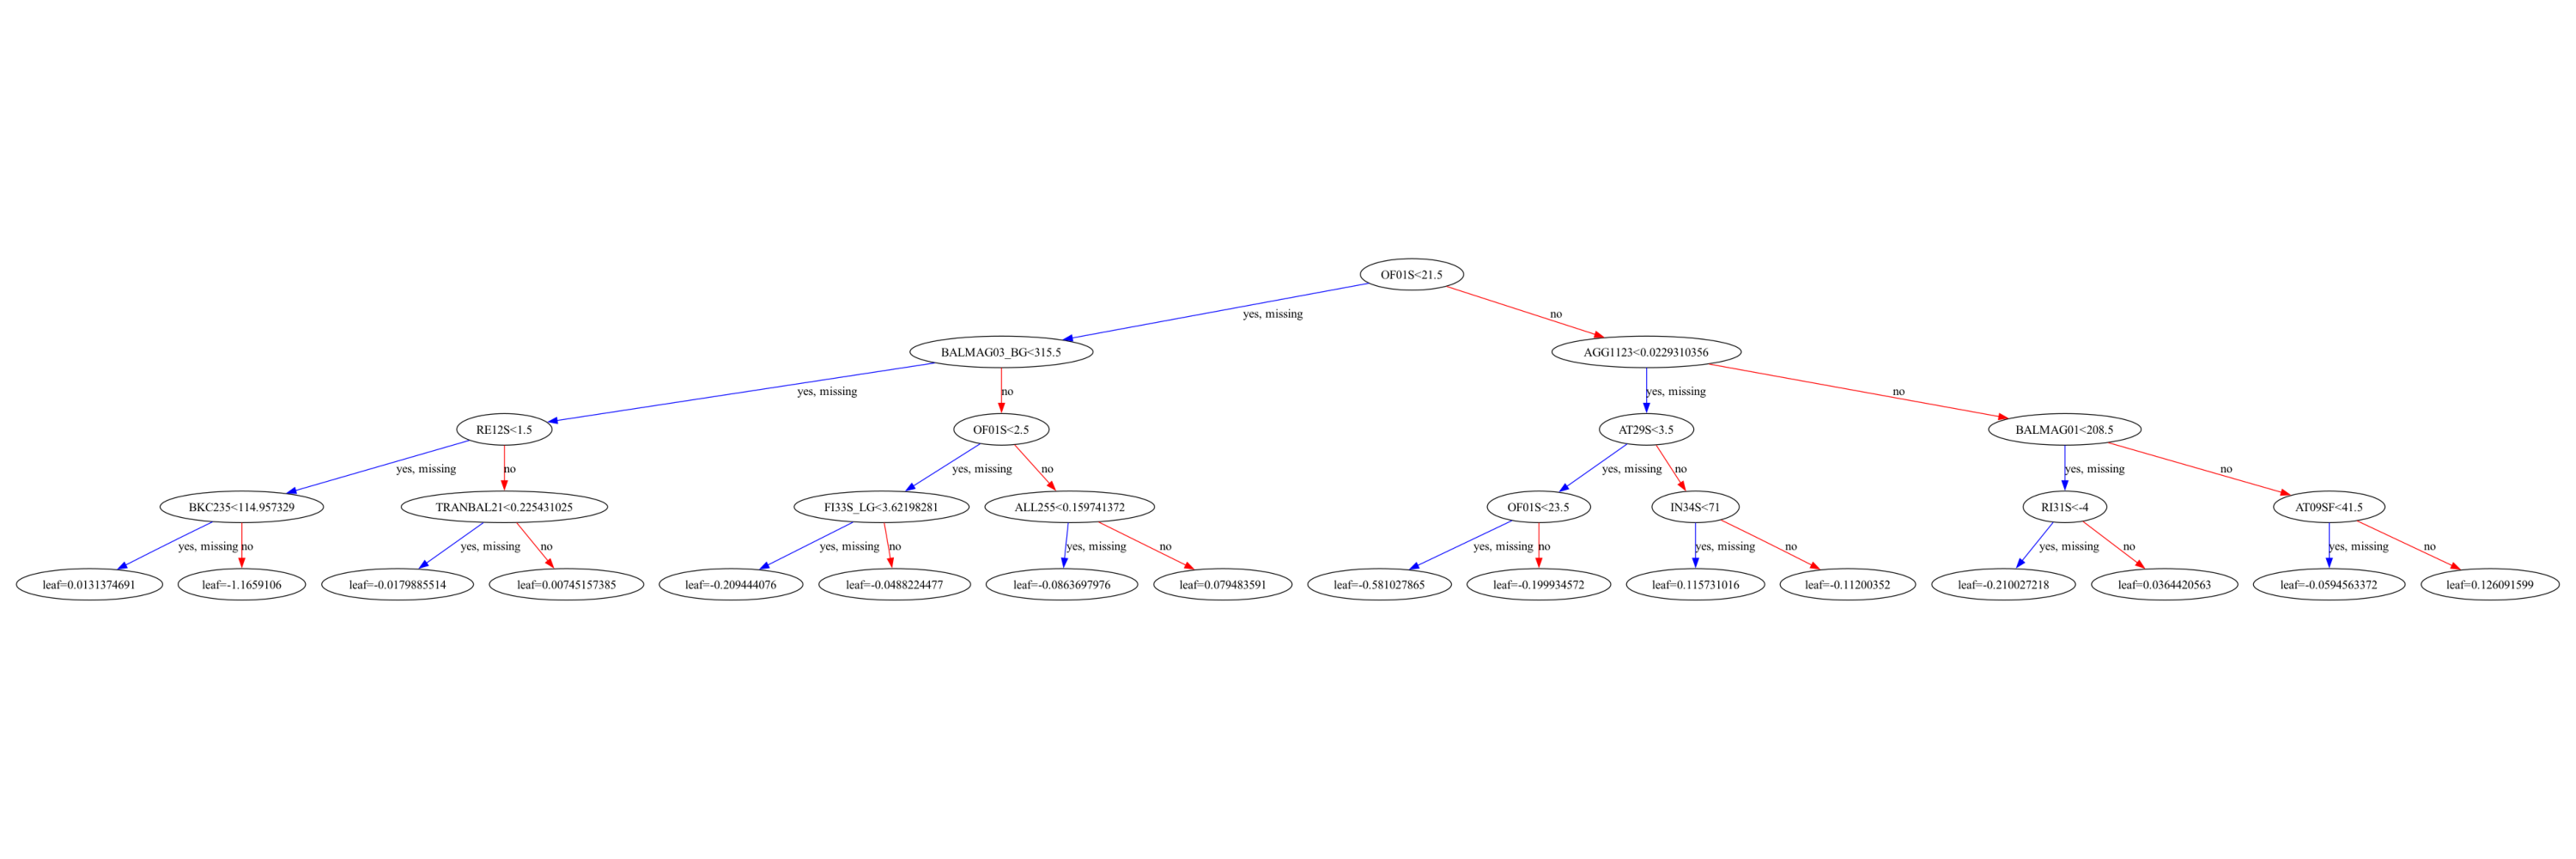 OF01S<21.5
yes, missing
no
BALMAG03_BG<315.5
AGG1123<0.0229310356
yes, missing
no
yes, missing
no
RE12S<1.5
OF01S<2.5
AT29S<3.5
BALMAG01<208.5
yes, missing
no
yes, missing
no
yes, missing
no
yes, missing
no
BKC235<114.957329
TRANBAL21<0.225431025
FI33S_LG<3.62198281
ALL255<0.159741372
OF01S<23.5
IN34S<71
RI31S<-4
AT09SF<41.5
yes, missing
no
yes, missing
no
yes, missing
no
yes, missing
no
yes, missing
no
yes, missing
no
yes, missing
no
yes, missing
no
leaf=0.0131374691
leaf=-1.1659106
leaf=-0.0179885514
leaf=0.00745157385
leaf=-0.209444076
leaf=-0.0488224477
leaf=-0.0863697976
leaf=0.079483591
leaf=-0.581027865
leaf=-0.199934572
leaf=0.115731016
leaf=-0.11200352
leaf=-0.210027218
leaf=0.0364420563
leaf=-0.0594563372
leaf=0.126091599